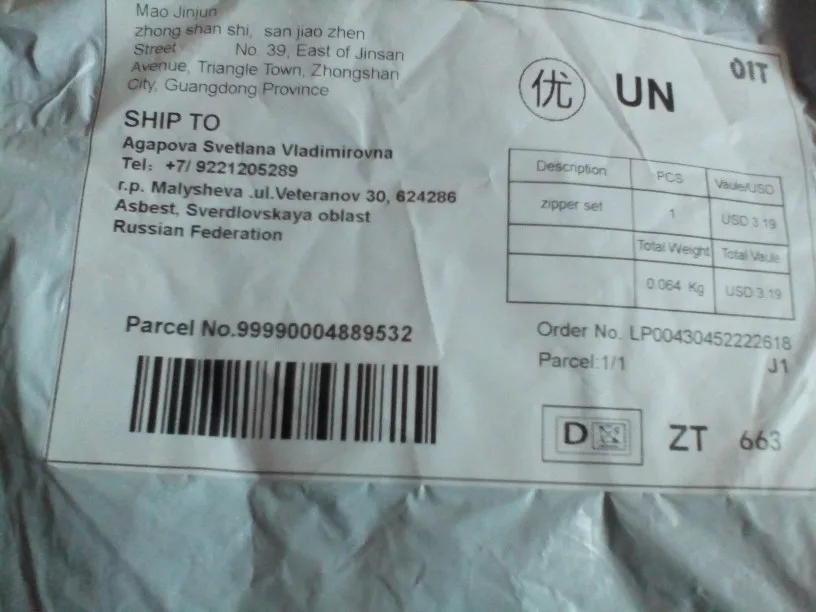 Mao Jinjun
zhong shan shi, san jiao zhen
Street No. 39, East of Jinsan
Avenue, Triangle Town, Zhongshan
City, Guangdong Province
SHIP TO
Agapova Svetlana Vladimirovna
Tel: +7/ 9221205289
r.p. Malysheva .ul.Veteranov 30, 624286
Asbest, Sverdlovskaya oblast
Russian Federation
Parcel No.99990004889532
优 UN
01T
Description PCS Vaule/USD
zipper set 1 USD 3.19
Total Weight Total Vaule
0.064 Kg USD 3.19
Order No. LP00430452222618
Parcel:1/1 J1
D ZT 663